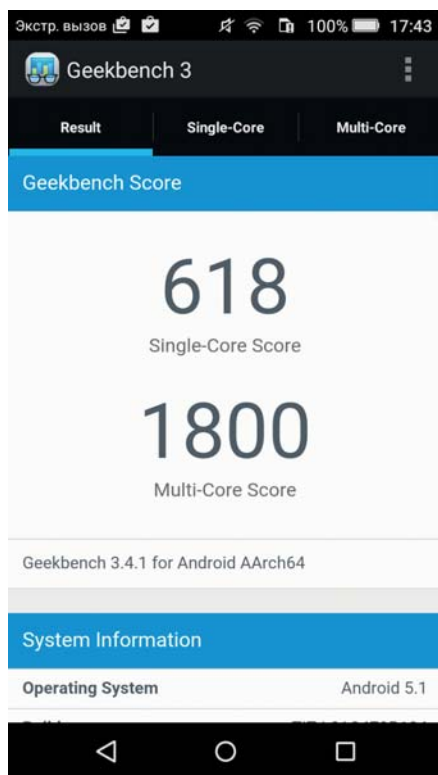 Экстр. вызов 100% 17:43
Geekbench 3
Result Single-Core Multi-Core
Geekbench Score
618
Single-Core Score
1800
Multi-Core Score
Geekbench 3.4.1 for Android AArch64
System Information
Operating System Android 5.1